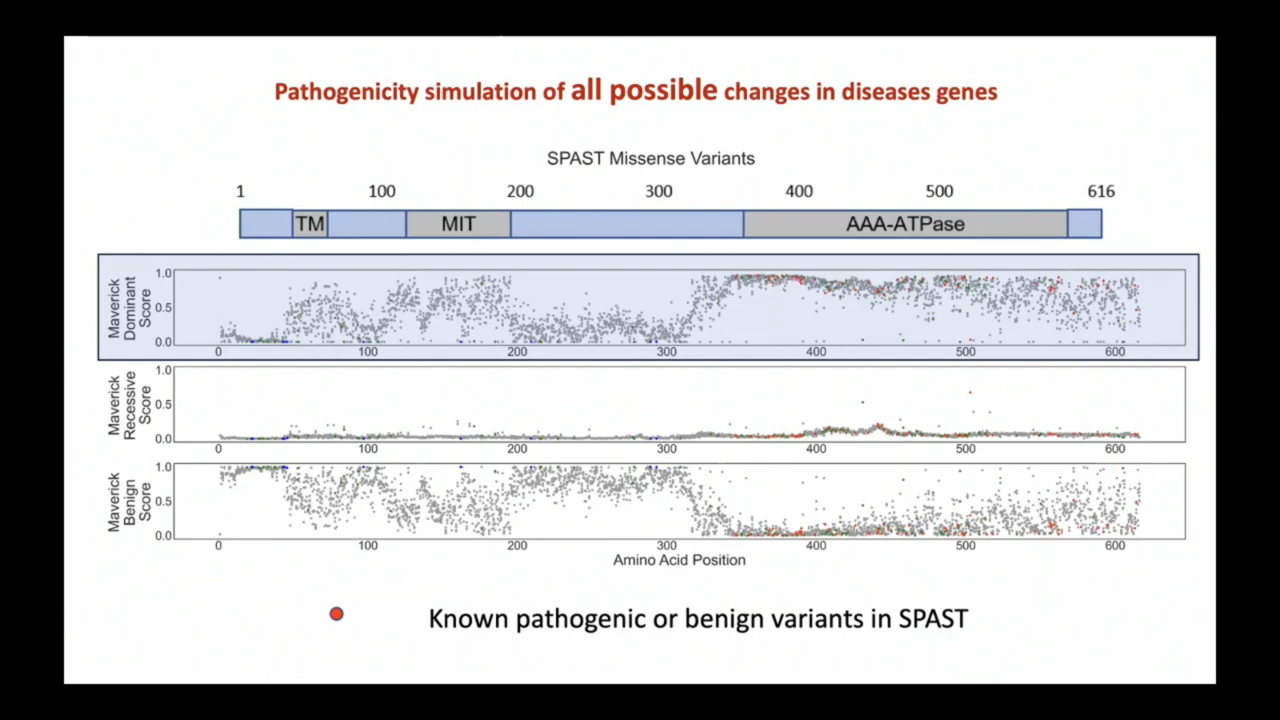 Pathogenicity simulation of all possible changes in diseases genes
SPAST Missense Variants
1 100 200 300 400 500 616
TM MIT AAA-ATPase
Maverick
Dominant
Score
1.0
0.5
0.0
0 100 200 300 400 500 600
Maverick
Recessive
Score
1.0
0.5
0.0
0 100 200 300 400 500 600
Maverick
Benign
Score
1.0
0.5
0.0
0 100 200 300 400 500 600
Amino Acid Position
Known pathogenic or benign variants in SPAST